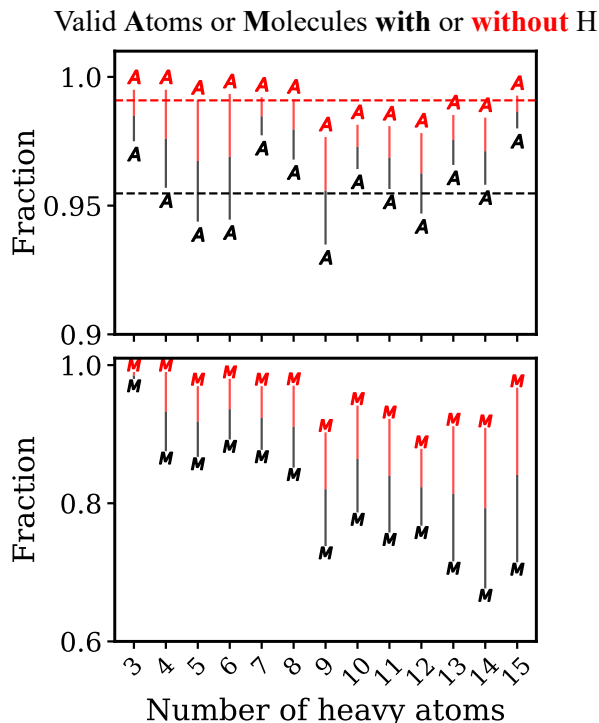 Valid Atoms or Molecules with or without H
1.0
0.95
0.9
Fraction
A A A A A A A A A A A A A
A A A A A A A A A A A A A
1.0
0.8
0.6
Fraction
M M M M M M M M M M M M M
M M M M M M M M M M M M M
3 4 5 6 7 8 9 10 11 12 13 14 15
Number of heavy atoms